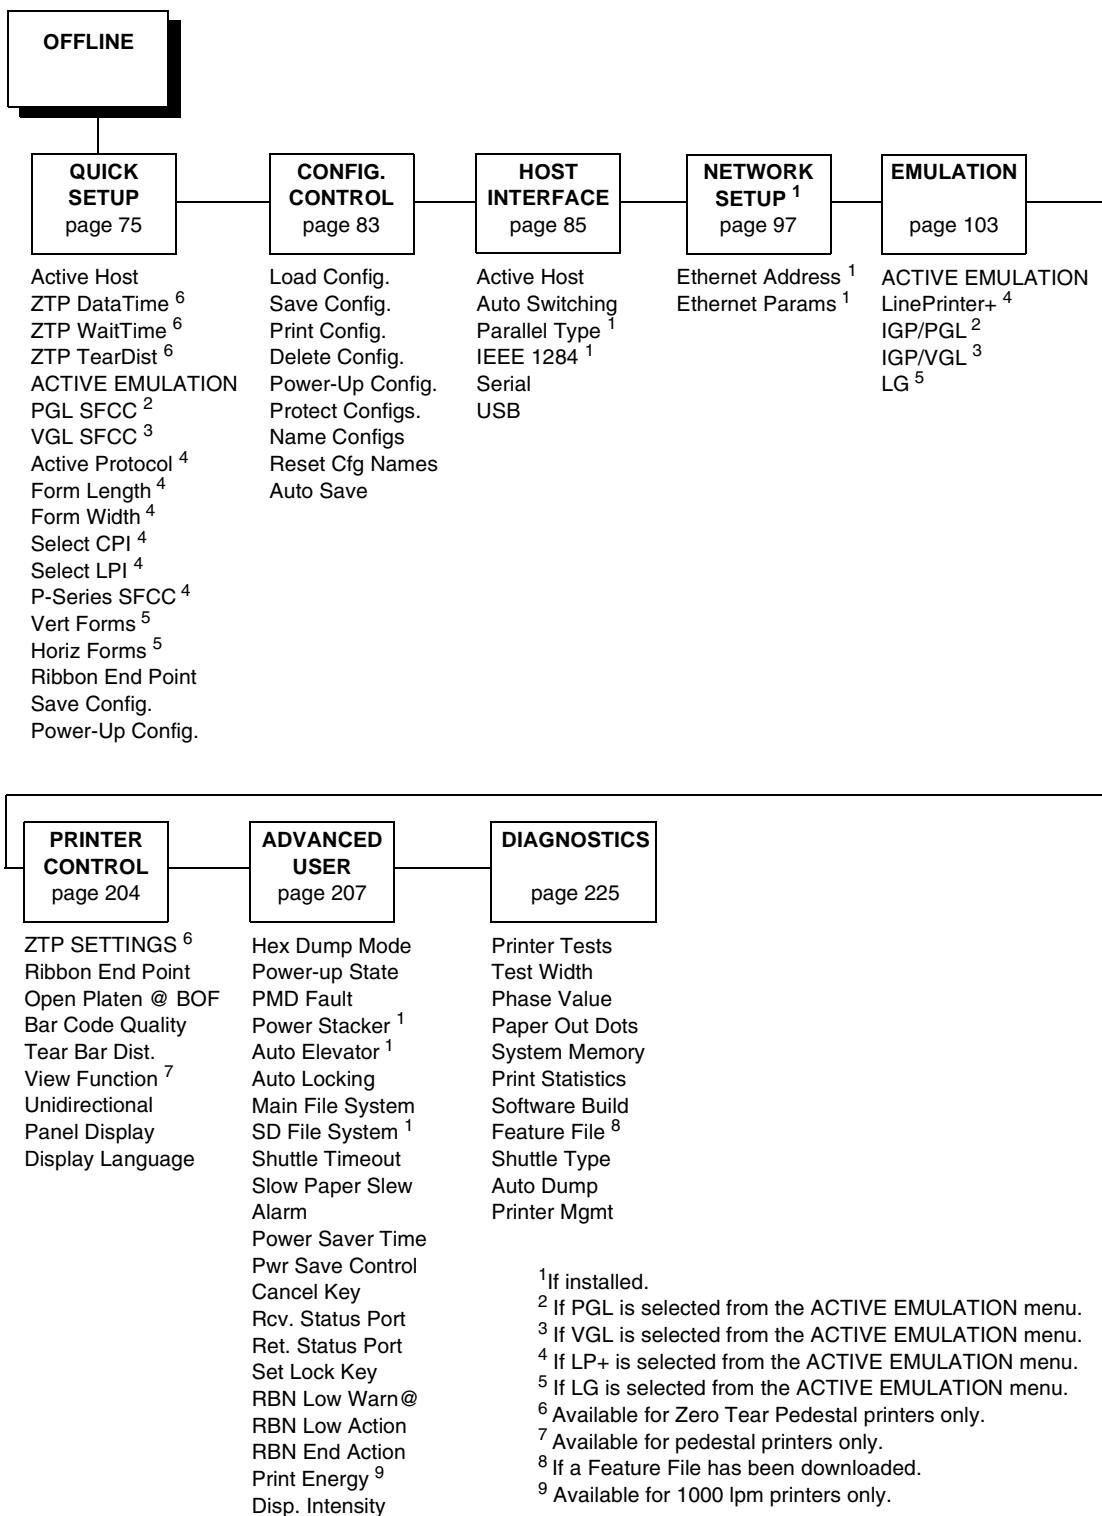 OFFLINE
QUICK
SETUP
page 75
Active Host
ZTP DataTime 6
ZTP WaitTime 6
ZTP TearDist 6
ACTIVE EMULATION
PGL SFCC 2
VGL SFCC 3
Active Protocol 4
Form Length 4
Form Width 4
Select CPI 4
Select LPI 4
P-Series SFCC 4
Vert Forms 5
Horiz Forms 5
Ribbon End Point
Save Config.
Power-Up Config.
CONFIG.
CONTROL
page 83
Load Config.
Save Config.
Print Config.
Delete Config.
Power-Up Config.
Protect Configs.
Name Configs
Reset Cfg Names
Auto Save
HOST
INTERFACE
page 85
Active Host
Auto Switching
Parallel Type 1
IEEE 1284 1
Serial
USB
NETWORK
SETUP 1
page 97
Ethernet Address 1
Ethernet Params 1
EMULATION
page 103
ACTIVE EMULATION
LinePrinter+ 4
IGP/PGL 2
IGP/VGL 3
LG 5
PRINTER
CONTROL
page 204
ZTP SETTINGS 6
Ribbon End Point
Open Platen @ BOF
Bar Code Quality
Tear Bar Dist.
View Function 7
Unidirectional
Panel Display
Display Language
ADVANCED
USER
page 207
Hex Dump Mode
Power-up State
PMD Fault
Power Stacker 1
Auto Elevator 1
Auto Locking
Main File System
SD File System 1
Shuttle Timeout
Slow Paper Slew
Alarm
Power Saver Time
Pwr Save Control
Cancel Key
Rcv. Status Port
Ret. Status Port
Set Lock Key
RBN Low Warn@
RBN Low Action
RBN End Action
Print Energy 9
Disp. Intensity
DIAGNOSTICS
page 225
Printer Tests
Test Width
Phase Value
Paper Out Dots
System Memory
Print Statistics
Software Build
Feature File 8
Shuttle Type
Auto Dump
Printer Mgmt
1If installed.
2 If PGL is selected from the ACTIVE EMULATION menu.
3 If VGL is selected from the ACTIVE EMULATION menu.
4 If LP+ is selected from the ACTIVE EMULATION menu.
5 If LG is selected from the ACTIVE EMULATION menu.
6 Available for Zero Tear Pedestal printers only.
7 Available for pedestal printers only.
8 If a Feature File has been downloaded.
9 Available for 1000 lpm printers only.